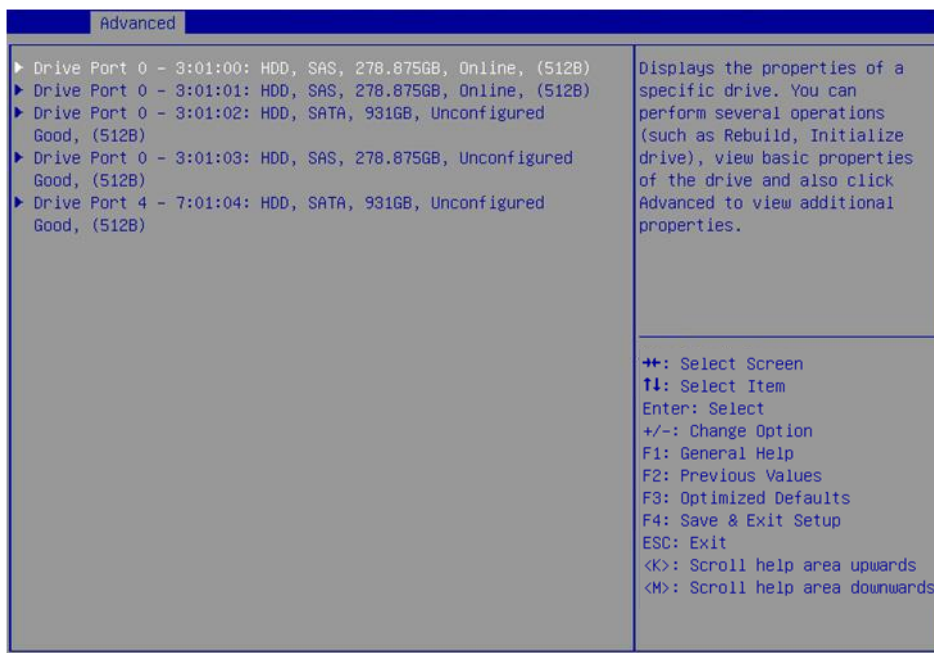 Advanced
Drive Port 0 - 3:01:00: HDD, SAS, 278.875GB, Online, (512B)
Drive Port 0 - 3:01:01: HDD, SAS, 278.875GB, Online, (512B)
Drive Port 0 - 3:01:02: HDD, SATA, 931GB, Unconfigured
Good, (512B)
Drive Port 0 - 3:01:03: HDD, SAS, 278.875GB, Unconfigured
Good, (512B)
Drive Port 4 - 7:01:04: HDD, SATA, 931GB, Unconfigured
Good, (512B)
Displays the properties of a
specific drive. You can
perform several operations
(such as Rebuild, Initialize
drive), view basic properties
of the drive and also click
Advanced to view additional
properties.
→←: Select Screen
↑↓: Select Item
Enter: Select
+/-: Change Option
F1: General Help
F2: Previous Values
F3: Optimized Defaults
F4: Save & Exit Setup
ESC: Exit
<K>: Scroll help area upwards
<M>: Scroll help area downwards